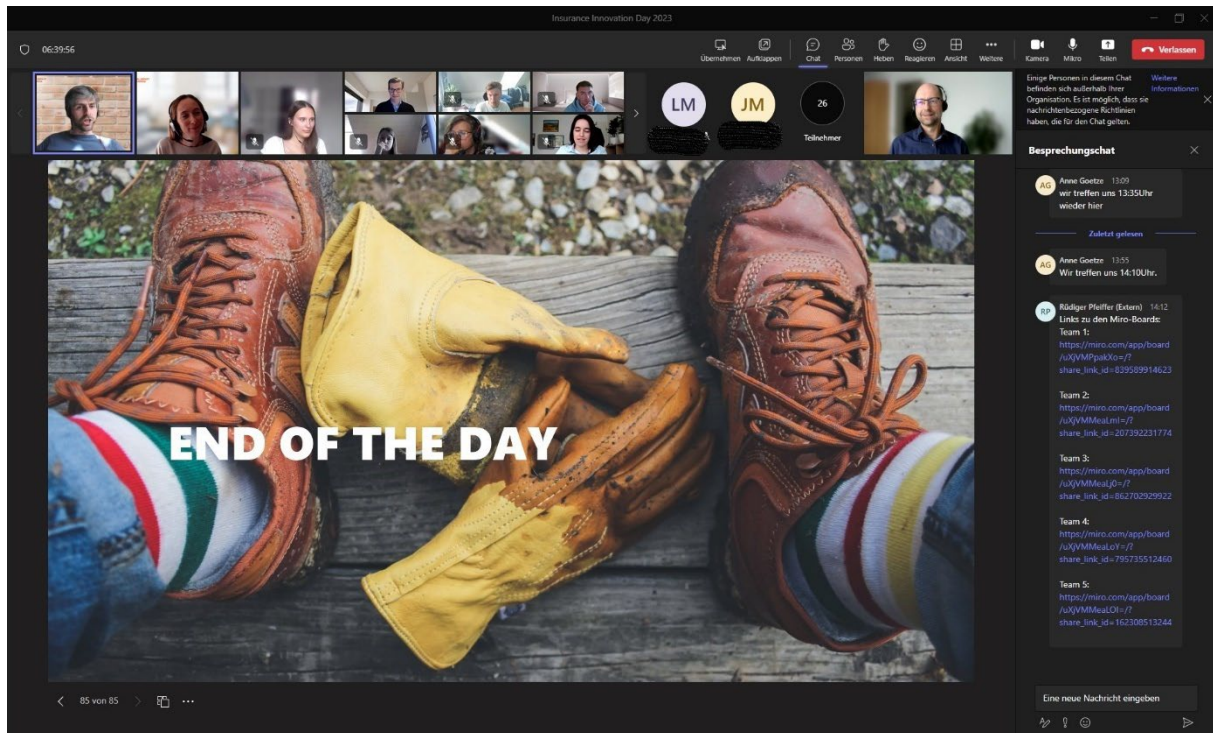 Insurance Innovation Day 2023
06:39:56
Übernehmen Aufklappen Chat Personen Heben Reagieren Ansicht Weitere Kamera Mikro Teilen Verlassen
LM
JM
26
Teilnehmer
Einige Personen in diesem Chat
befinden sich außerhalb Ihrer
Organisation. Es ist möglich, dass sie
nachrichtenbezogene Richtlinien
haben, die für den Chat gelten.
Weitere
Informationen
Besprechungschat
AG
Anne Goetze 13:09
wir treffen uns 13:35Uhr
wieder hier
Zuletzt gelesen
AG
Anne Goetze 13:55
Wir treffen uns 14:10Uhr.
RP
Rüdiger Pfeiffer (Extern) 14:12
Links zu den Miro-Boards:
Team 1:
https://miro.com/app/board
/uXjVMPpakXo=/?
share_link_id=839589914623
Team 2:
https://miro.com/app/board
/uXjVMMeaLmI=/?
share_link_id=207392231774
Team 3:
https://miro.com/app/board
/uXjVMMeaLj0=/?
share_link_id=862702929922
Team 4:
https://miro.com/app/board
/uXjVMMeaLoY=/?
share_link_id=795735512460
Team 5:
https://miro.com/app/board
/uXjVMMeaLOI=/?
share_link_id=162308513244
END OF THE DAY
85 von 85
Eine neue Nachricht eingeben